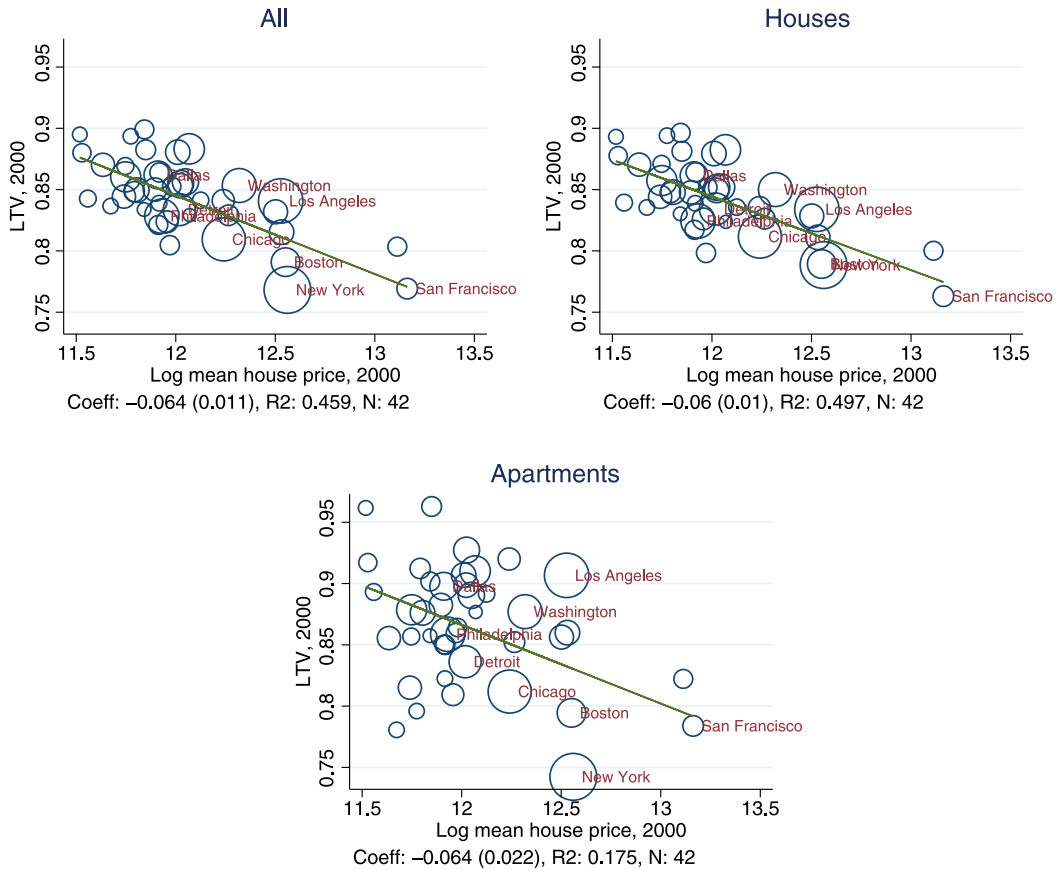 All
LTV, 2000
0.95
0.9
0.85
0.8
0.75
Dallas
Washington
Los Angeles
Detroit
Philadelphia
Chicago
Boston
New York
San Francisco
11.5 12 12.5 13 13.5
Log mean house price, 2000
Coeff: −0.064 (0.011), R2: 0.459, N: 42
Houses
LTV, 2000
0.95
0.9
0.85
0.8
0.75
Dallas
Washington
Los Angeles
Detroit
Philadelphia
Chicago
Boston
New York
San Francisco
11.5 12 12.5 13 13.5
Log mean house price, 2000
Coeff: −0.06 (0.01), R2: 0.497, N: 42
Apartments
LTV, 2000
0.95
0.9
0.85
0.8
0.75
Los Angeles
Dallas
Washington
Philadelphia
Detroit
Chicago
Boston
San Francisco
New York
11.5 12 12.5 13 13.5
Log mean house price, 2000
Coeff: −0.064 (0.022), R2: 0.175, N: 42